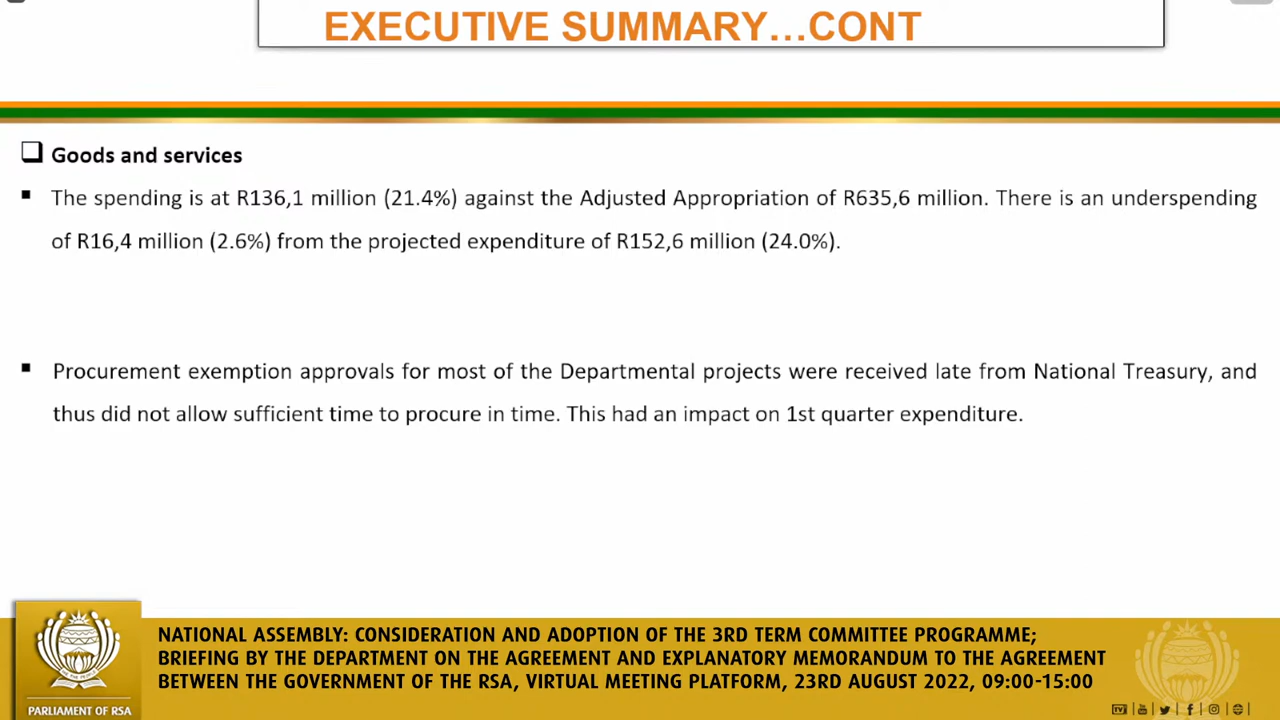 EXECUTIVE SUMMARY...CONT
Goods and services
The spending is at R136,1 million (21.4%) against the Adjusted Appropriation of R635,6 million. There is an underspending
of R16,4 million (2.6%) from the projected expenditure of R152,6 million (24.0%).
Procurement exemption approvals for most of the Departmental projects were received late from National Treasury, and
thus did not allow sufficient time to procure in time. This had an impact on 1st quarter expenditure.
NATIONAL ASSEMBLY: CONSIDERATION AND ADOPTION OF THE 3RD TERM COMMITTEE PROGRAMME;
BRIEFING BY THE DEPARTMENT ON THE AGREEMENT AND EXPLANATORY MEMORANDUM TO THE AGREEMENT
BETWEEN THE GOVERNMENT OF THE RSA, VIRTUAL MEETING PLATFORM, 23RD AUGUST 2022, 09:00-15:00
PARLIAMENT OF RSA